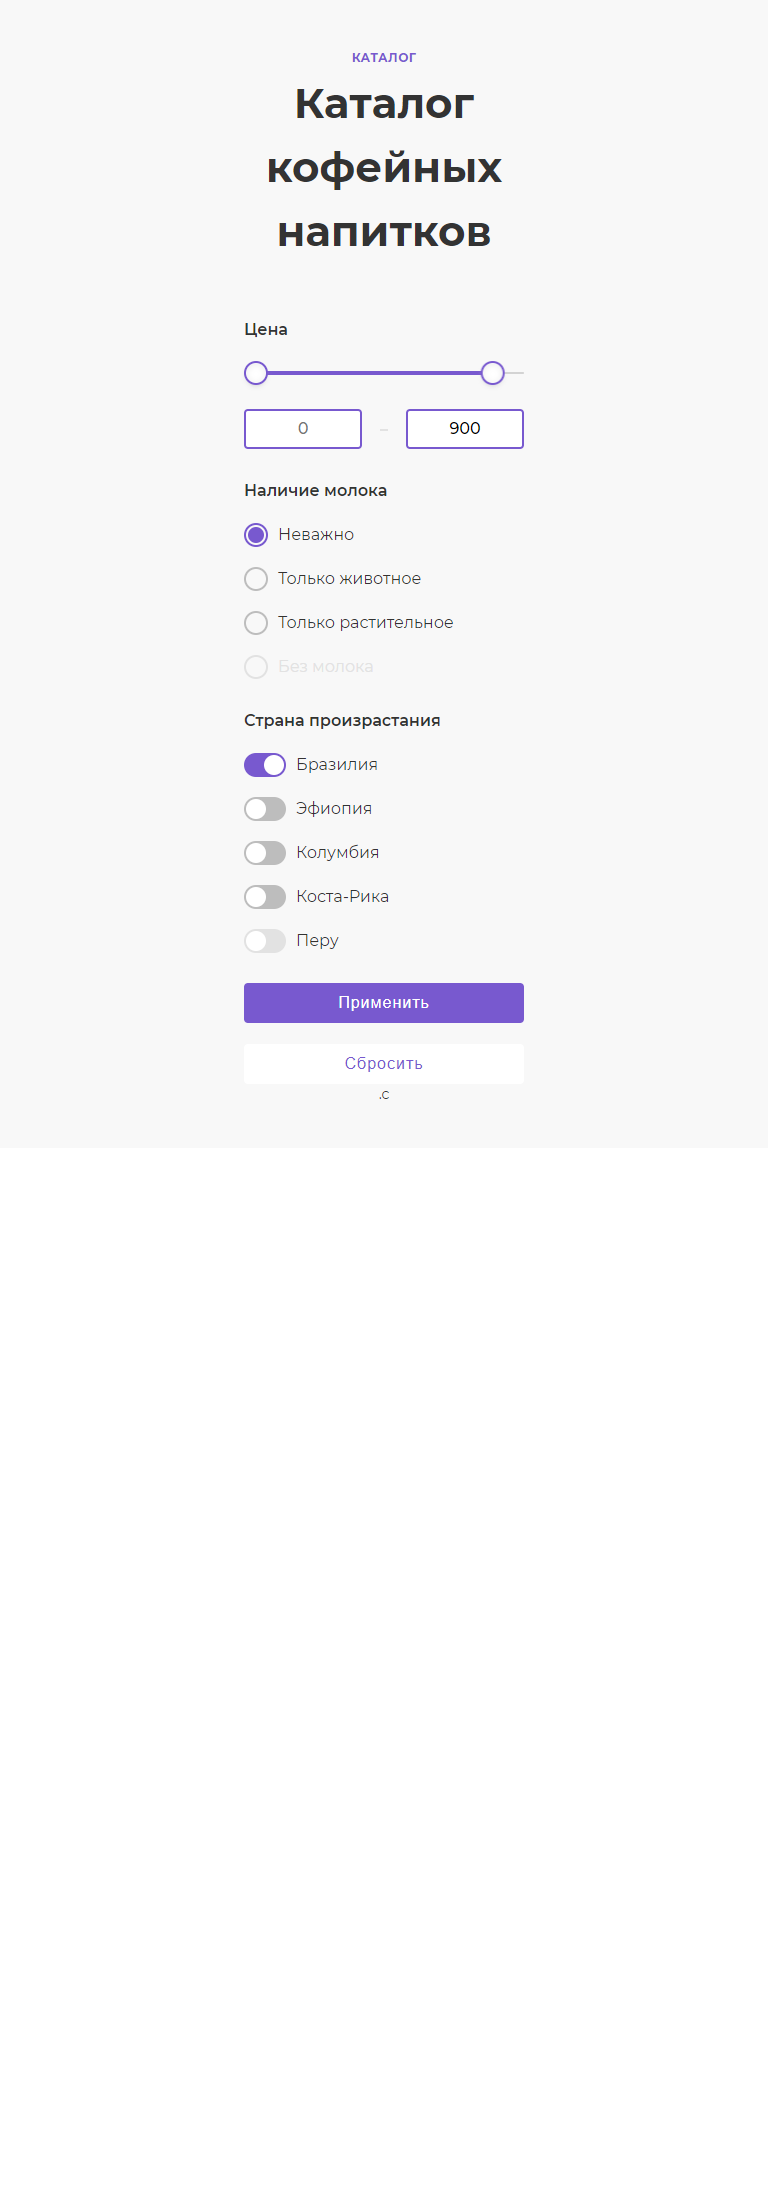 КАТАЛОГ
Каталог
кофейных
напитков
Цена
0 – 900
Наличие молока
Неважно
Только животное
Только растительное
Без молока
Страна произрастания
Бразилия
Эфиопия
Колумбия
Коста-Рика
Перу
Применить
Сбросить
.c